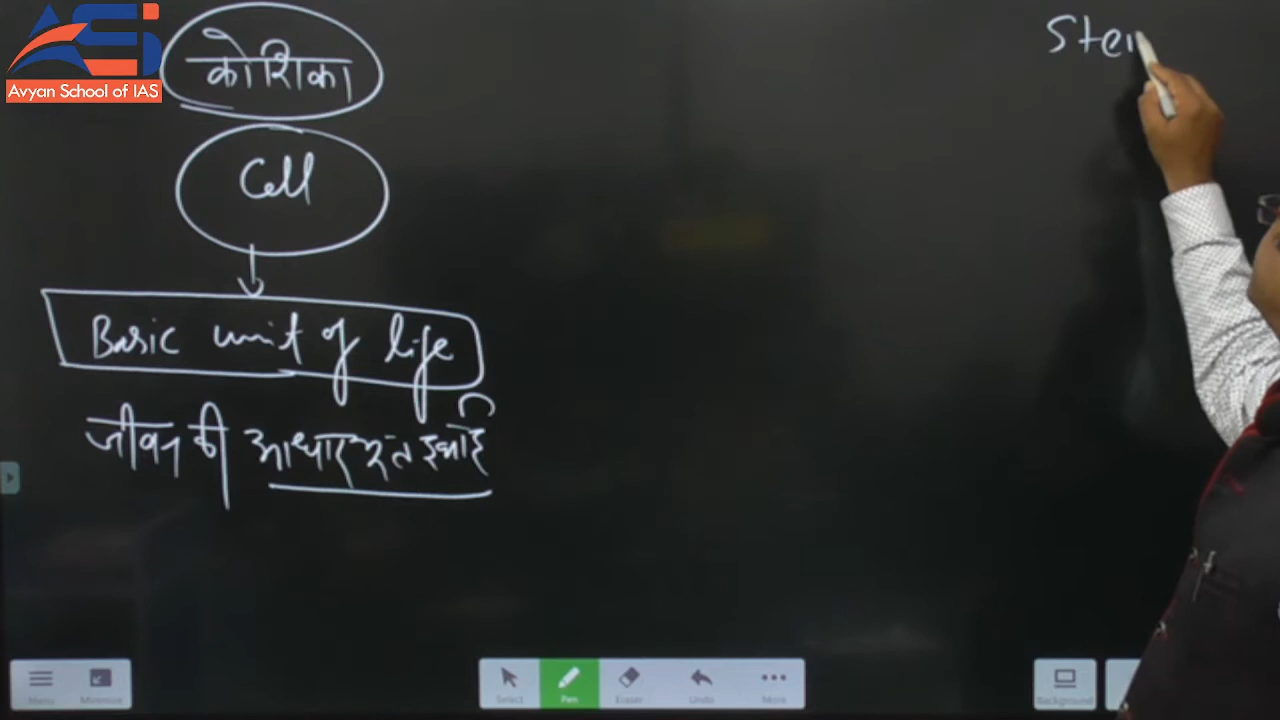 ASi
Avyan School of IAS
कोशिका
Cell
Basic unit of life
जीवन की आधारभूत इकाई
Ste
Menu
Minimize
Select
Pen
Eraser
Undo
More
Background